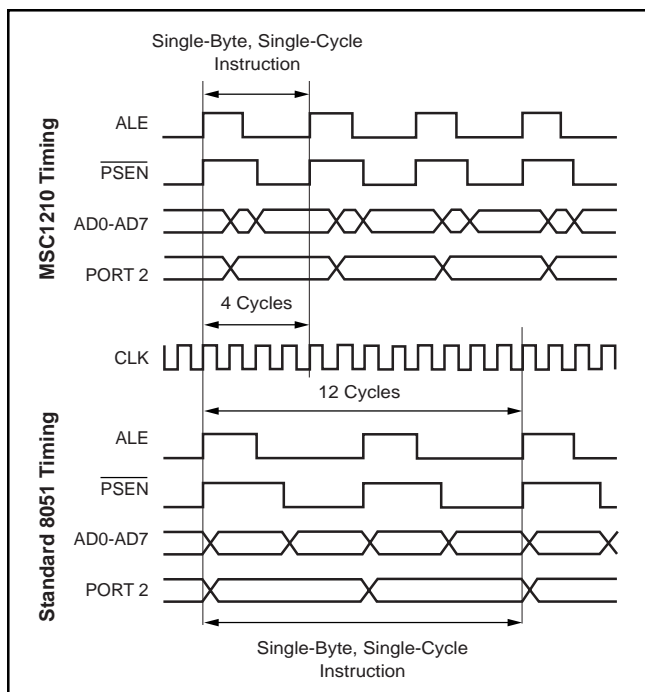 Single-Byte, Single-Cycle
Instruction
MSC1210 Timing
ALE
PSEN
AD0-AD7
PORT 2
4 Cycles
CLK
12 Cycles
Standard 8051 Timing
ALE
PSEN
AD0-AD7
PORT 2
Single-Byte, Single-Cycle
Instruction